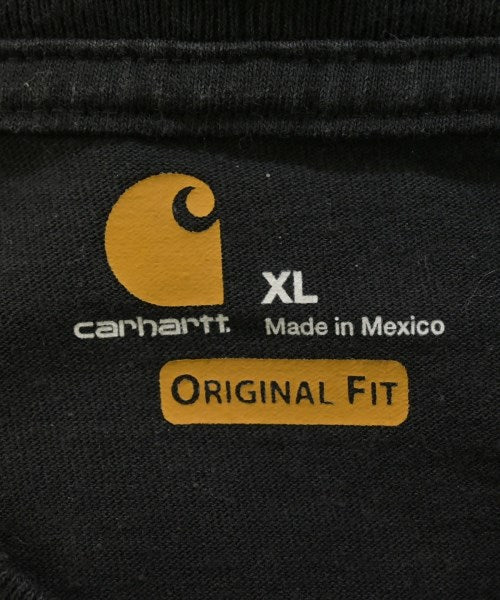 XL
carhartt. Made in Mexico
ORIGINAL FIT